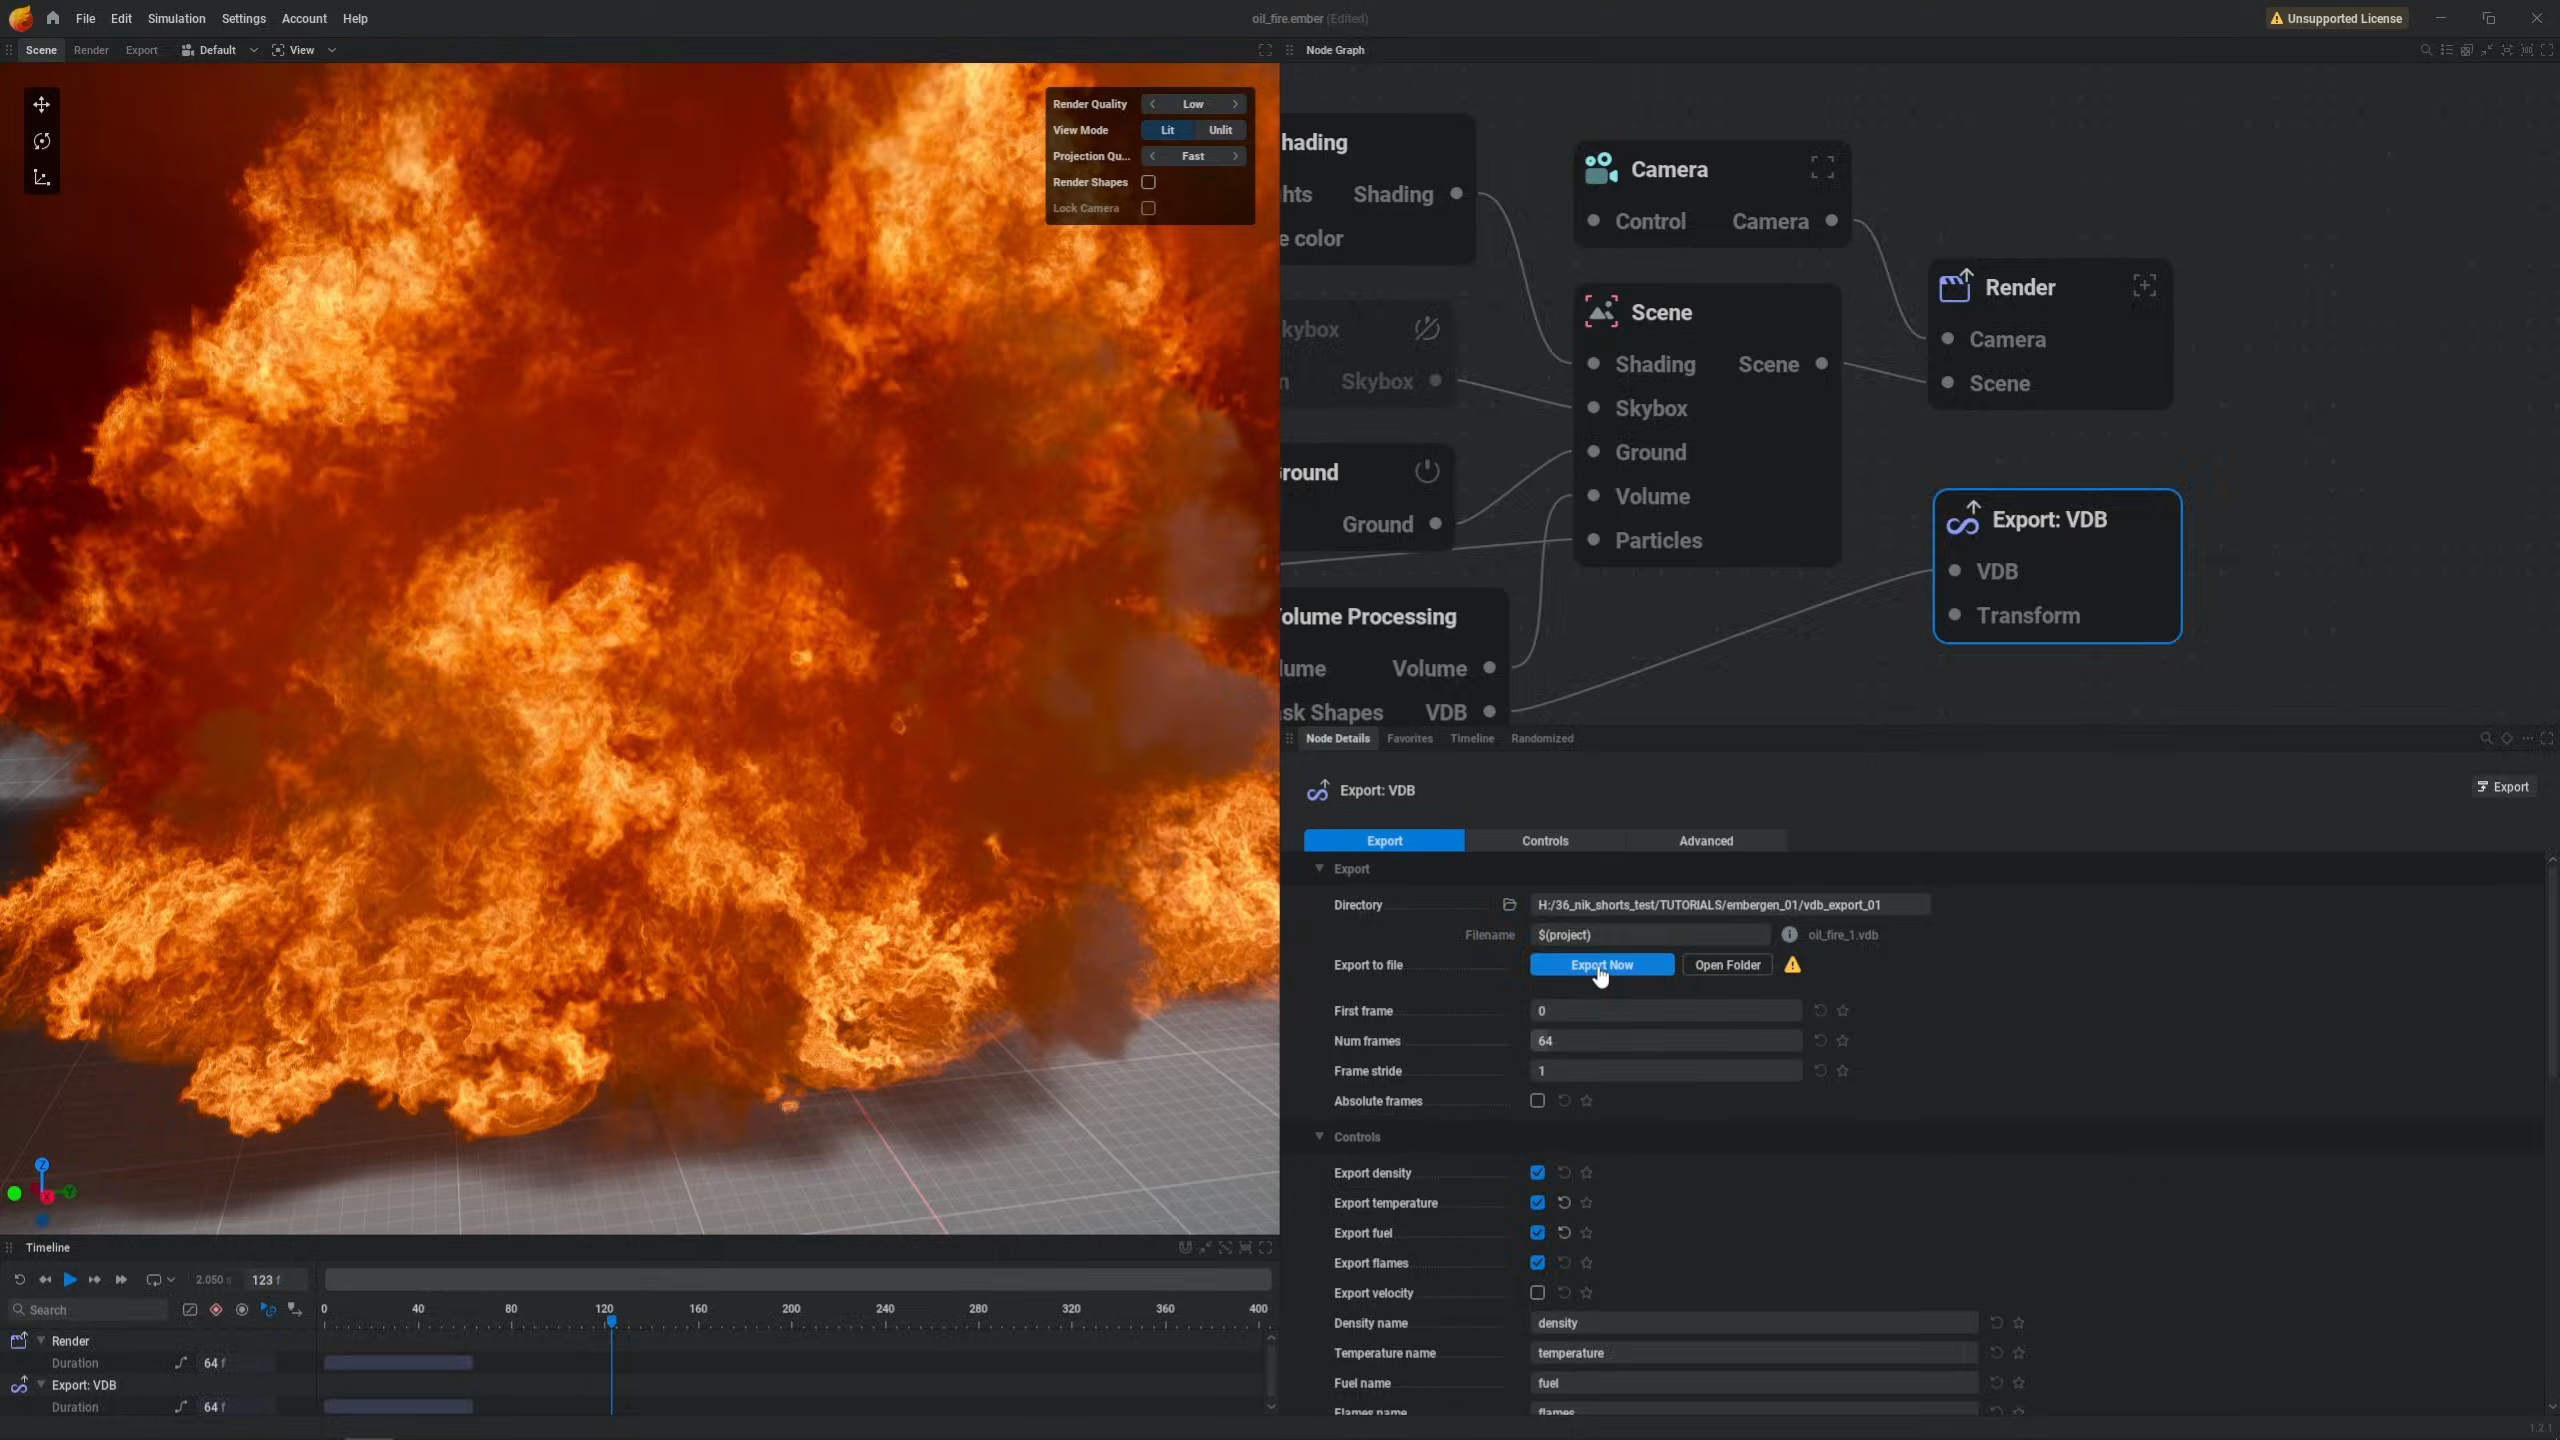 File Edit Simulation Settings Account Help
oil_fire.ember (Edited)
Unsupported License
Scene Render Export Default View
Node Graph
Render Quality Low
View Mode Lit Unlit
Projection Qu... Fast
Render Shapes
Lock Camera
hading
hts Shading
e color
kybox
n Skybox
round
Ground
olume Processing
lume Volume
sk Shapes VDB
Camera
Control Camera
Scene
Shading Scene
Skybox
Ground
Volume
Particles
Render
Camera
Scene
Export: VDB
VDB
Transform
Node Details Favorites Timeline Randomized
Export: VDB
Export
Export Controls Advanced
Export
Directory H:/36_nik_shorts_test/TUTORIALS/embergen_01/vdb_export_01
Filename $(project) oil_fire_1.vdb
Export to file Export Now Open Folder
First frame 0
Num frames 64
Frame stride 1
Absolute frames
Controls
Export density
Export temperature
Export fuel
Export flames
Export velocity
Density name density
Temperature name temperature
Fuel name fuel
Flames name flames
Z
X Y
Timeline
2.050 s 123 f
Search
0 40 80 120 160 200 240 280 320 360 400
Render
Duration 64 f
Export: VDB
Duration 64 f
1.2.1